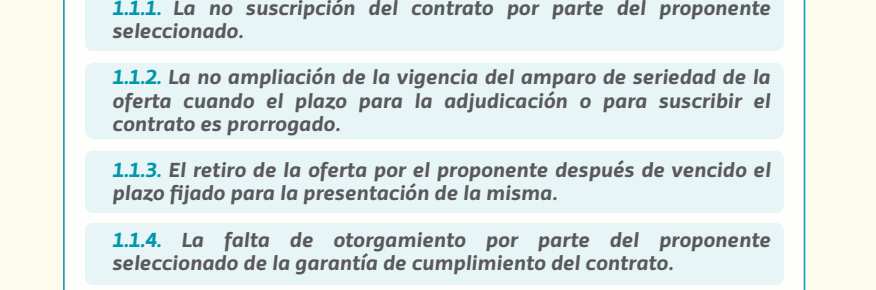 1.1.1. La no suscripción del contrato por parte del proponente
seleccionado.
1.1.2. La no ampliación de la vigencia del amparo de seriedad de la
oferta cuando el plazo para la adjudicación o para suscribir el
contrato es prorrogado.
1.1.3. El retiro de la oferta por el proponente después de vencido el
plazo fijado para la presentación de la misma.
1.1.4. La falta de otorgamiento por parte del proponente
seleccionado de la garantía de cumplimiento del contrato.